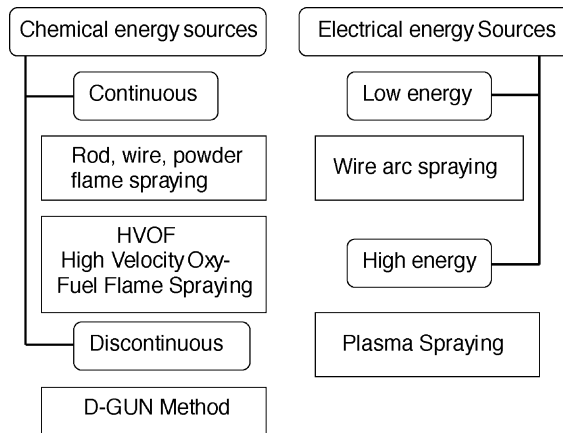 Chemical energy sources
Continuous
Rod, wire, powder
flame spraying
HVOF
High Velocity Oxy-
Fuel Flame Spraying
Discontinuous
D-GUN Method
Electrical energy Sources
Low energy
Wire arc spraying
High energy
Plasma Spraying